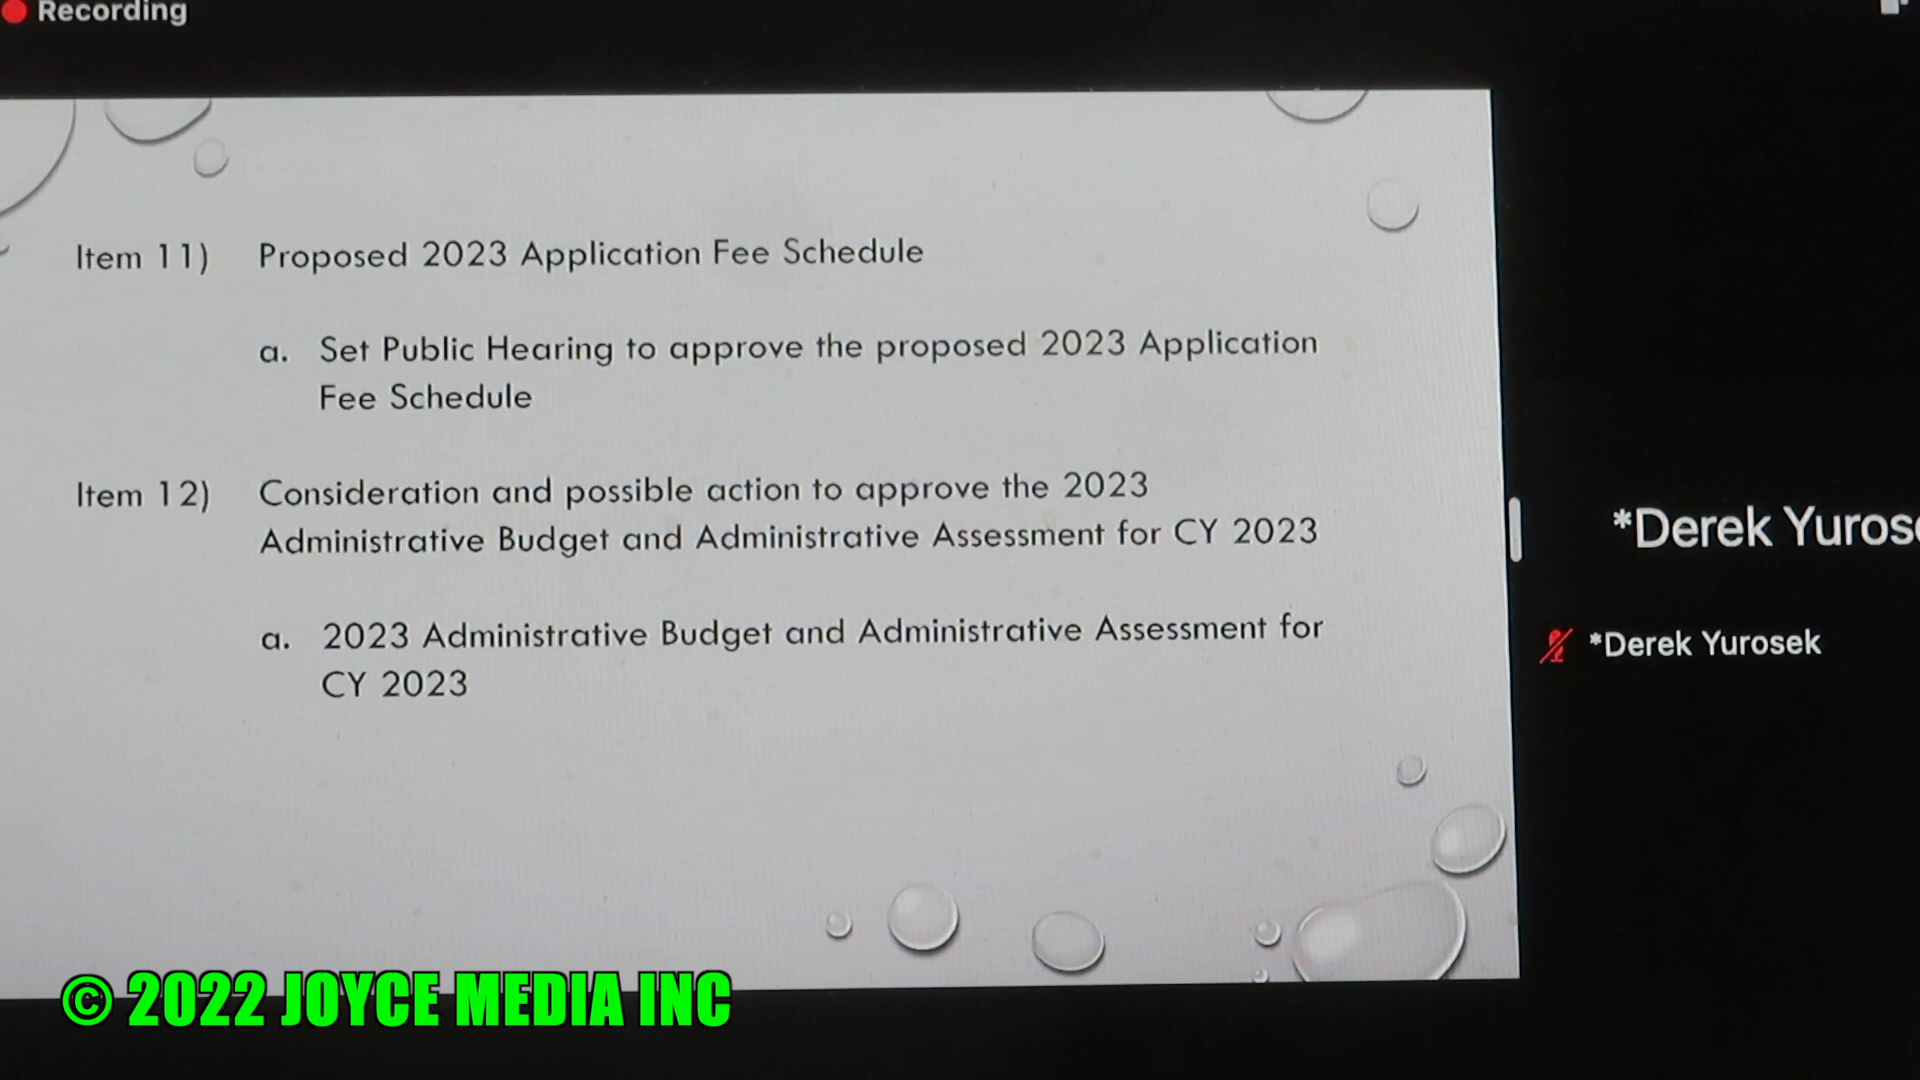 Recording
Item 11) Proposed 2023 Application Fee Schedule
a. Set Public Hearing to approve the proposed 2023 Application
Fee Schedule
Item 12) Consideration and possible action to approve the 2023
Administrative Budget and Administrative Assessment for CY 2023
a. 2023 Administrative Budget and Administrative Assessment for
CY 2023
*Derek Yuros
*Derek Yurosek
© 2022 JOYCE MEDIA INC